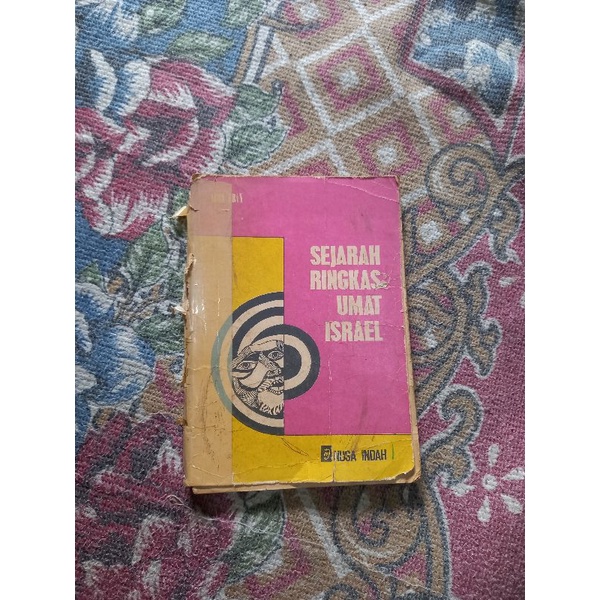 SEJARAH
RINGKAS
UMAT
ISRAEL
NUSA INDAH